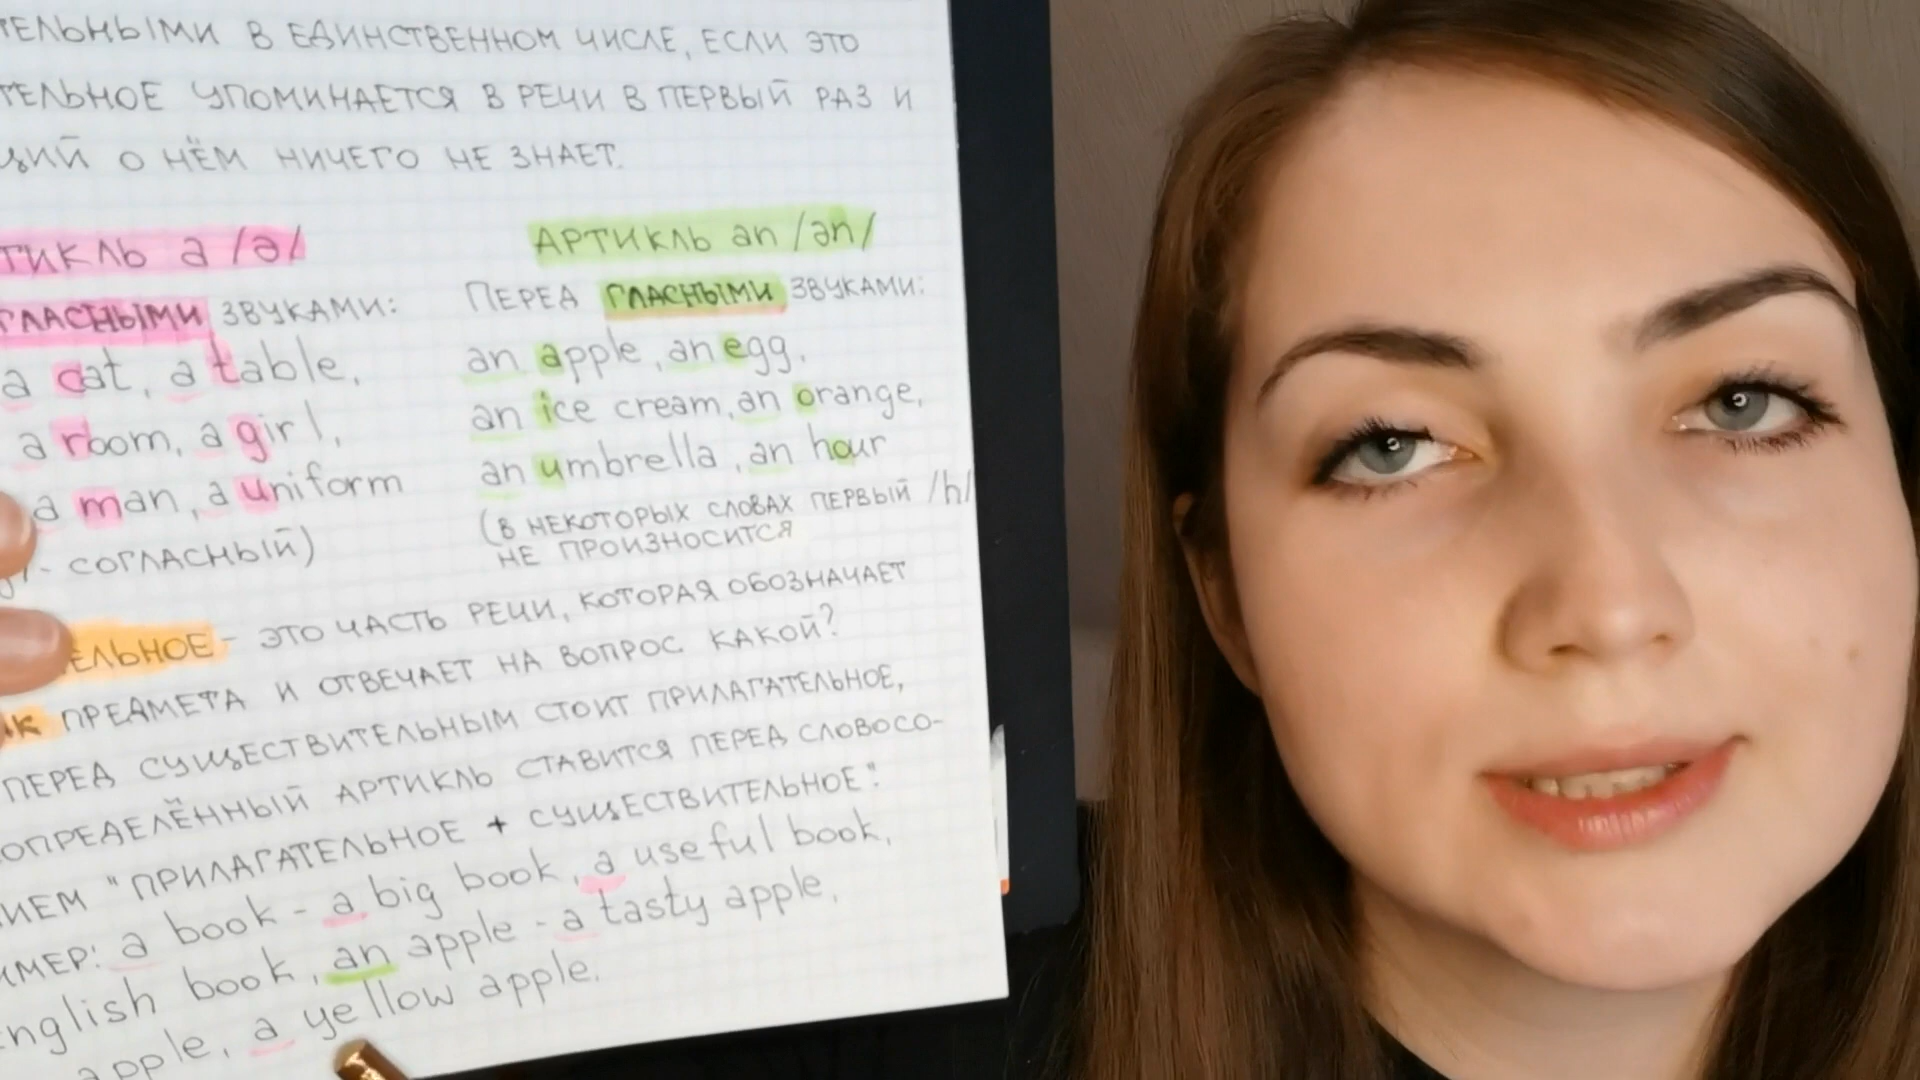 ТЕЛЬНЫМИ В ЕДИНСТВЕННОМ ЧИСЛЕ, ЕСЛИ ЭТО
ТЕЛЬНОЕ УПОМИНАЕТСЯ В РЕЧИ В ПЕРВЫЙ РАЗ И
ЩИЙ О НЁМ НИЧЕГО НЕ ЗНАЕТ.
ТИКЛЬ a /ə/
ГЛАСНЫМИ ЗВУКАМИ:
a cat, a table,
a room, a girl,
a man, a uniform
- СОГЛАСНЫЙ)
АРТИКЛЬ an /ən/
ПЕРЕД ГЛАСНЫМИ ЗВУКАМИ:
an apple, an egg,
an ice cream, an orange,
an umbrella, an hour
(В НЕКОТОРЫХ СЛОВАХ ПЕРВЫЙ /h/
НЕ ПРОИЗНОСИТСЯ
ЕЛЬНОЕ - ЭТО ЧАСТЬ РЕЧИ, КОТОРАЯ ОБОЗНАЧАЕТ
К ПРЕДМЕТА И ОТВЕЧАЕТ НА ВОПРОС КАКОЙ?
ПЕРЕД СУЩЕСТВИТЕЛЬНЫМ СТОИТ ПРИЛАГАТЕЛЬНОЕ,
ОПРЕДЕЛЁННЫЙ АРТИКЛЬ СТАВИТСЯ ПЕРЕД СЛОВОСО-
НИЕМ "ПРИЛАГАТЕЛЬНОЕ + СУЩЕСТВИТЕЛЬНОЕ".
ИМЕР: a book - a big book, a useful book,
English book, an apple - a tasty apple,
apple, a yellow apple.